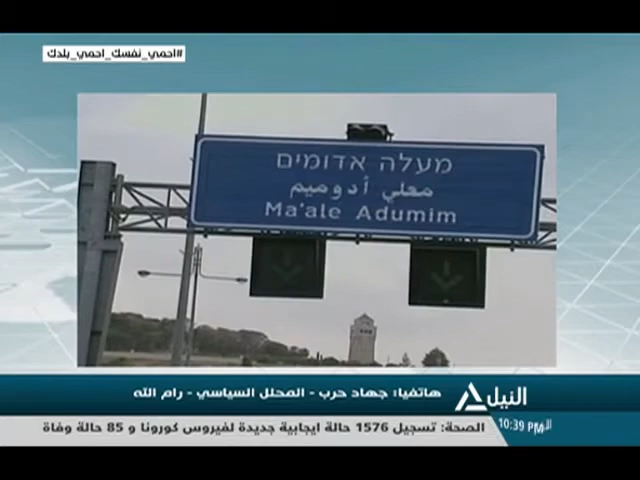 #احمي_نفسك_احمي_بلدك
מעלה אדומים
معلي أدوميم
Ma'ale Adumim
هاتفيا: جهاد حرب - المحلل السياسي - رام الله
النيل
الصحة: تسجيل 1576 حالة ايجابية جديدة لفيروس كورونا و 85 حالة وفاة
10:39 PM